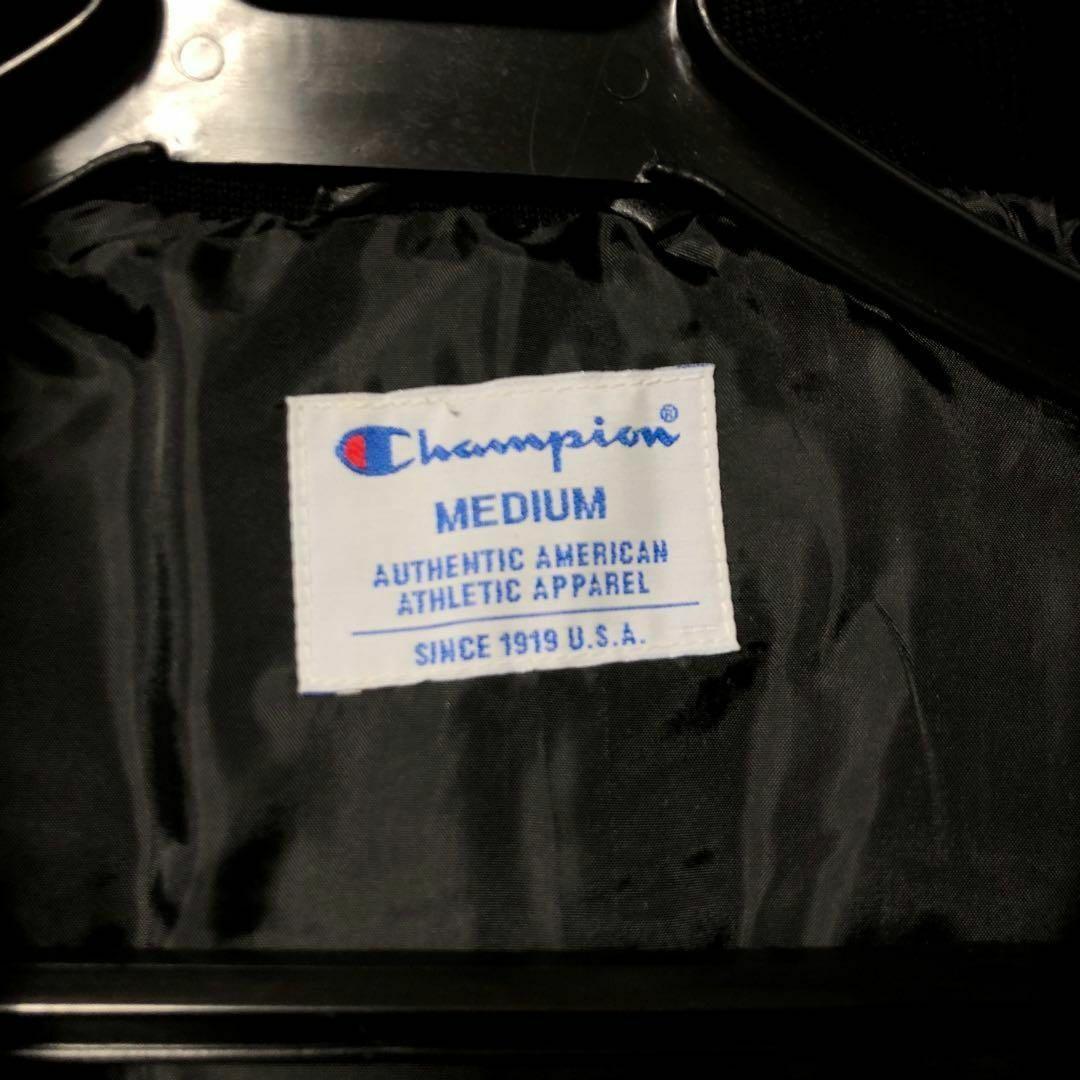 Champion®
MEDIUM
AUTHENTIC AMERICAN
ATHLETIC APPAREL
SINCE 1919 U.S.A.